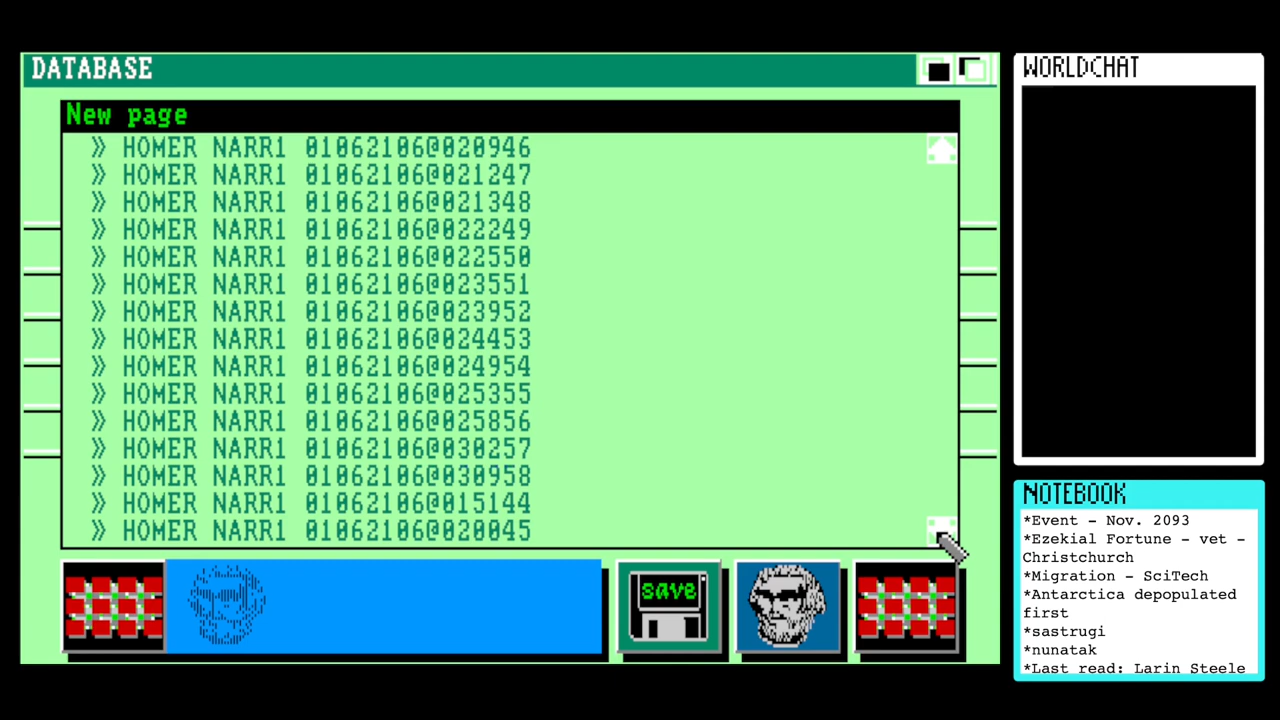 DATABASE
New page
» HOMER NARR1 01062106@020946
» HOMER NARR1 01062106@021247
» HOMER NARR1 01062106@021348
» HOMER NARR1 01062106@022249
» HOMER NARR1 01062106@022550
» HOMER NARR1 01062106@023551
» HOMER NARR1 01062106@023952
» HOMER NARR1 01062106@024453
» HOMER NARR1 01062106@024954
» HOMER NARR1 01062106@025355
» HOMER NARR1 01062106@025856
» HOMER NARR1 01062106@030257
» HOMER NARR1 01062106@030958
» HOMER NARR1 01062106@015144
» HOMER NARR1 01062106@020045
save
WORLDCHAT
NOTEBOOK
*Event - Nov. 2093
*Ezekial Fortune - vet -
Christchurch
*Migration - SciTech
*Antarctica depopulated
first
*sastrugi
*nunatak
*Last read: Larin Steele